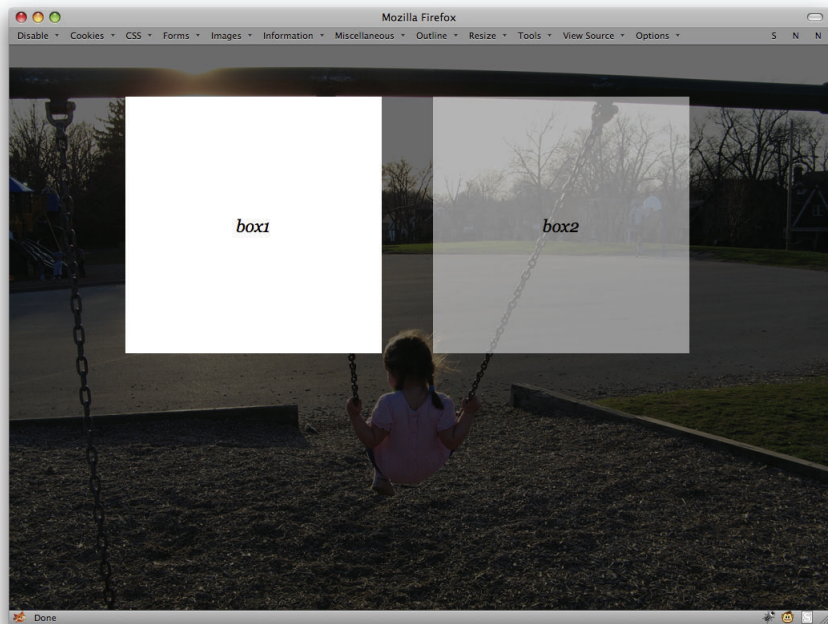 Mozilla Firefox
Disable Cookies CSS Forms Images Information Miscellaneous Outline Resize Tools View Source Options S N N
box1 box2
Done